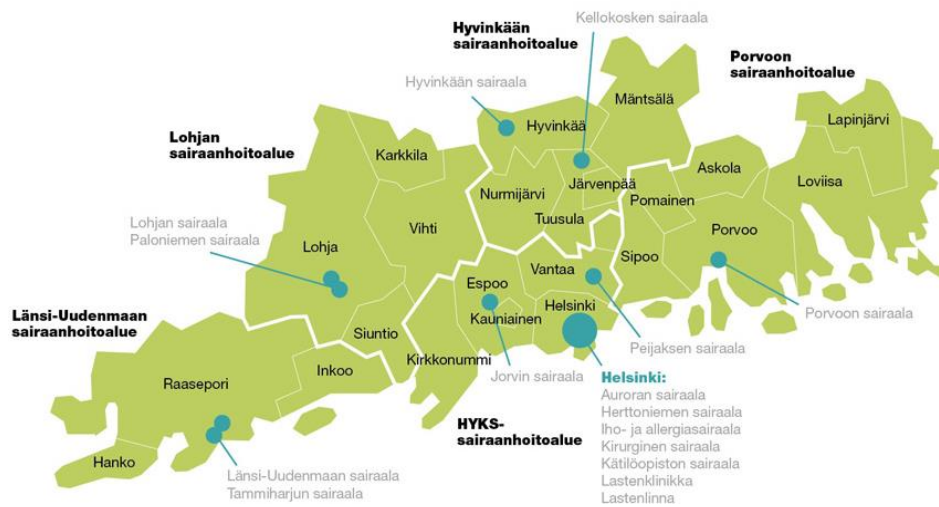 Kellokosken sairaala
Hyvinkään
sairaanhoitoalue
Porvoon
sairaanhoitoalue
Hyvinkään sairaala
Mäntsälä
Lapinjärvi
Hyvinkää
Lohjan
sairaanhoitoalue
Karkkila
Askola
Järvenpää
Loviisa
Nurmijärvi
Pornainen
Tuusula
Lohjan sairaala
Paloniemen sairaala
Vihti
Porvoo
Lohja
Sipoo
Vantaa
Espoo
Länsi-Uudenmaan
sairaanhoitoalue
Helsinki
Kauniainen
Porvoon sairaala
Siuntio
Peijaksen sairaala
Kirkkonummi
Inkoo
Jorvin sairaala
Raasepori
Helsinki:
Auroran sairaala
Herttoniemen sairaala
Iho- ja allergiasairaala
Kirurginen sairaala
Kätilöopiston sairaala
Lastenklinikka
Lastenlinna
HYKS-
sairaanhoitoalue
Hanko
Länsi-Uudenmaan sairaala
Tammiharjun sairaala